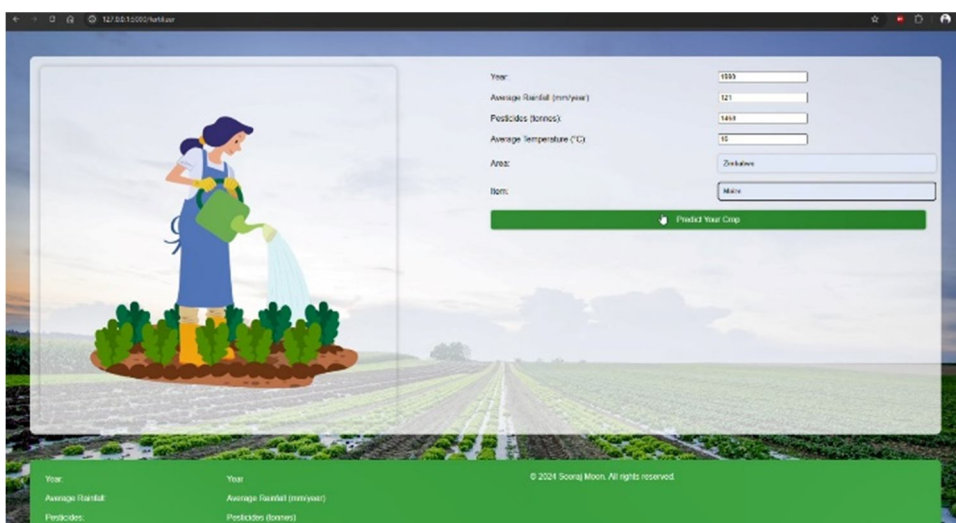 127.0.0.1:5000/fertilizer
Year: 1990
Average Rainfall (mm/year) 121
Pesticides (tonnes):
Average Temperature (°C) 16
Area: Zimbabwe
Item: Maize
Predict Your Crop
Year: Year © 2024 Sooraj Moon. All rights reserved.
Average Rainfall: Average Rainfall (mm/year)
Pesticides: Pesticides (tonnes)